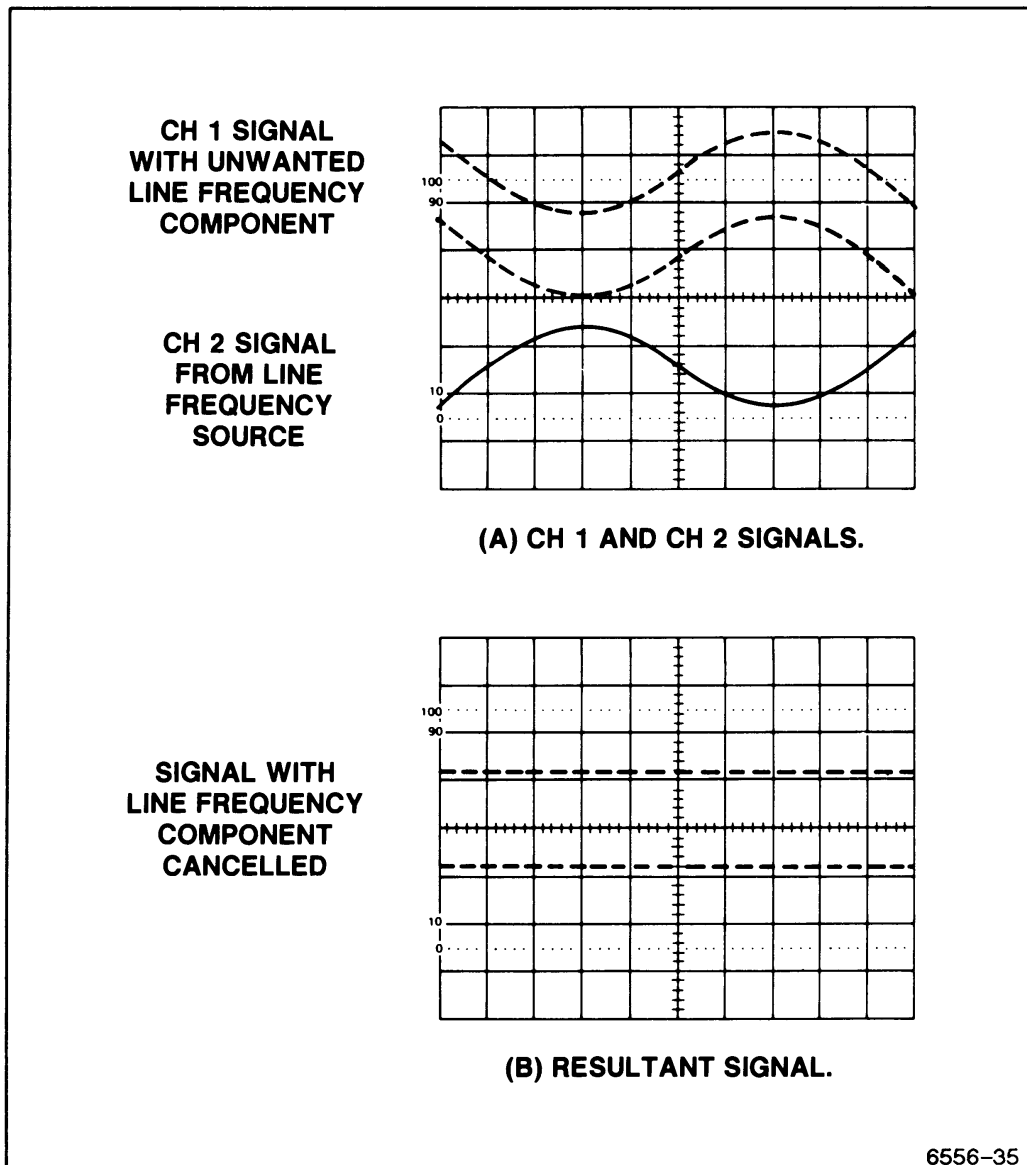 CH 1 SIGNAL
WITH UNWANTED
LINE FREQUENCY
COMPONENT
100
90
CH 2 SIGNAL
FROM LINE
FREQUENCY
SOURCE
10
0
(A) CH 1 AND CH 2 SIGNALS.
100
90
SIGNAL WITH
LINE FREQUENCY
COMPONENT
CANCELLED
10
0
(B) RESULTANT SIGNAL.
6556-35